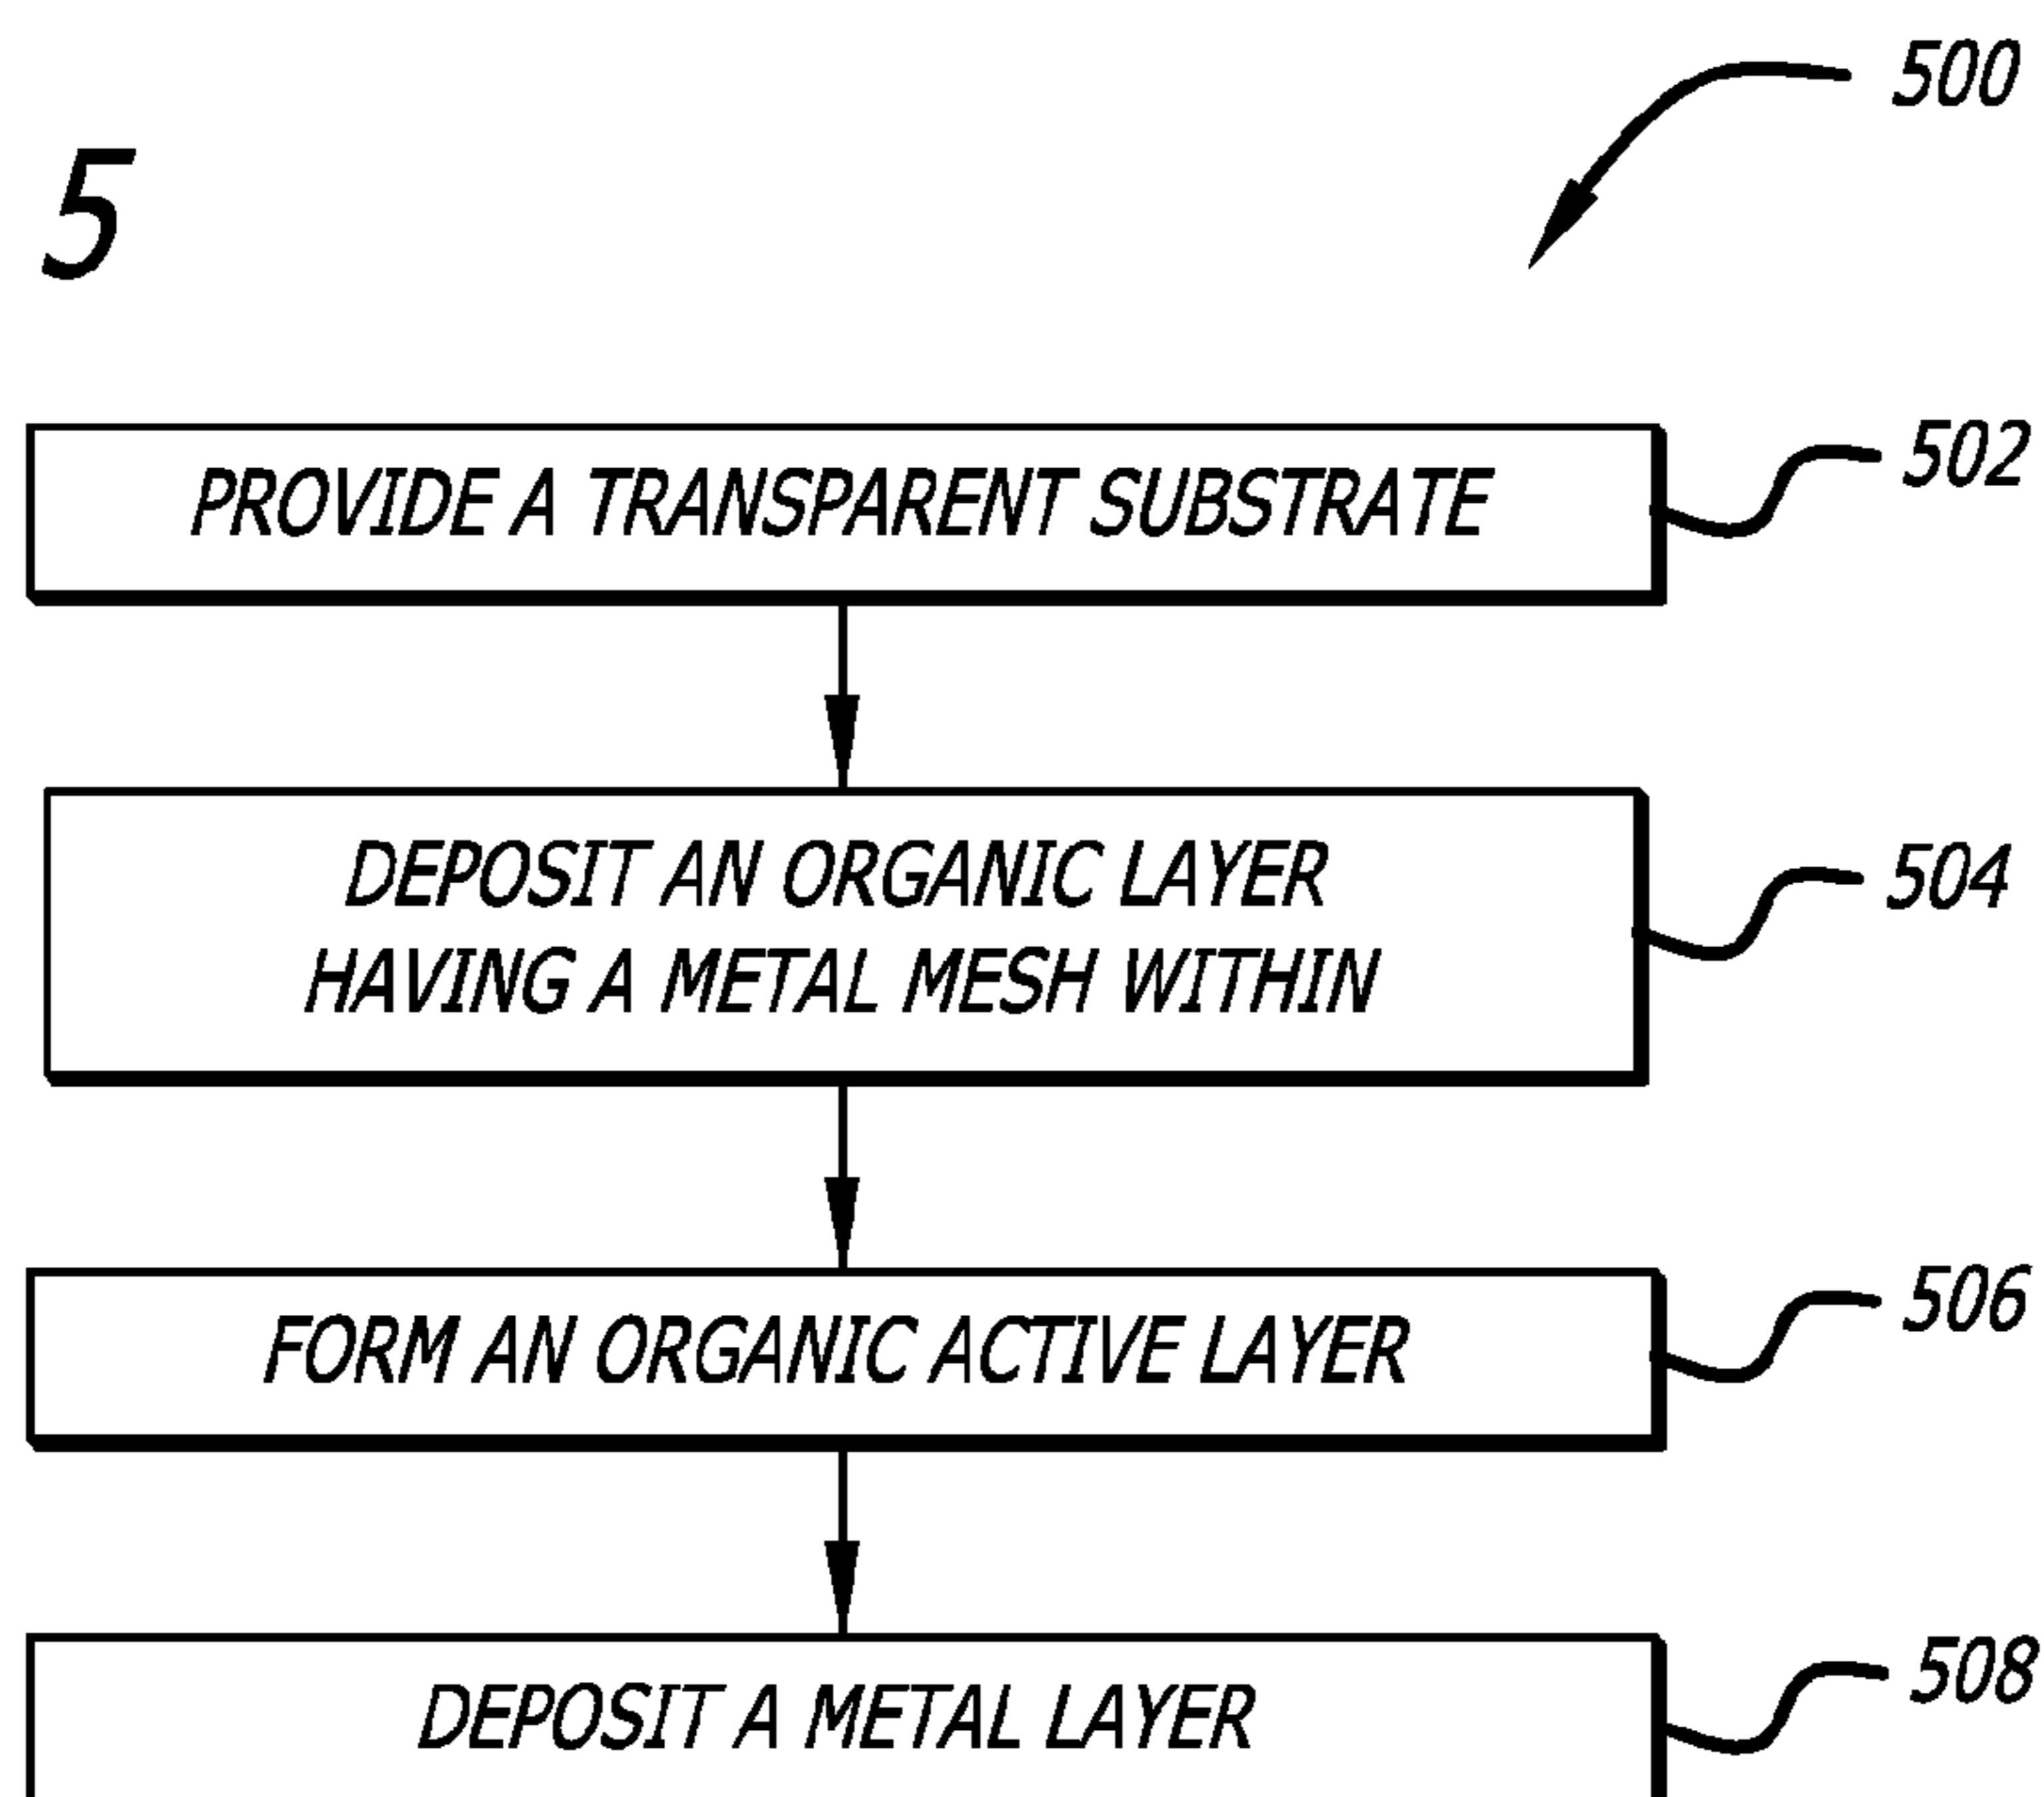 500
5
PROVIDE A TRANSPARENT SUBSTRATE
502
DEPOSIT AN ORGANIC LAYER
HAVING A METAL MESH WITHIN
504
FORM AN ORGANIC ACTIVE LAYER
506
DEPOSIT A METAL LAYER
508